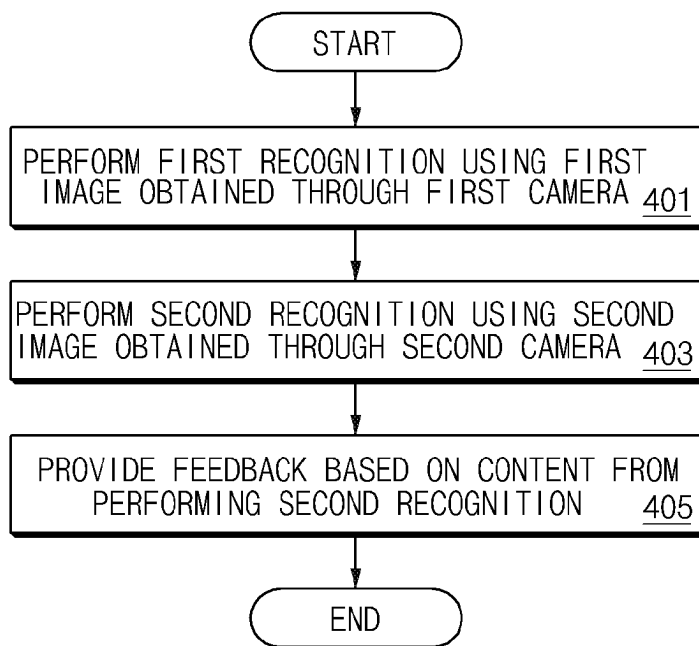 START
PERFORM FIRST RECOGNITION USING FIRST
IMAGE OBTAINED THROUGH FIRST CAMERA 401
PERFORM SECOND RECOGNITION USING SECOND
IMAGE OBTAINED THROUGH SECOND CAMERA 403
PROVIDE FEEDBACK BASED ON CONTENT FROM
PERFORMING SECOND RECOGNITION 405
END